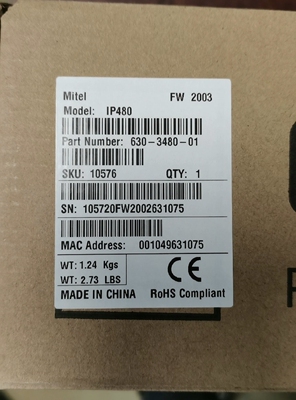 Mitel FW 2003
Model: IP480
Part Number: 630-3480-01
SKU: 10576 QTY: 1
SN: 105720FW2002631075
MAC Address: 001049631075
WT: 1.24 Kgs
WT: 2.73 LBS
CE
MADE IN CHINA RoHS Compliant